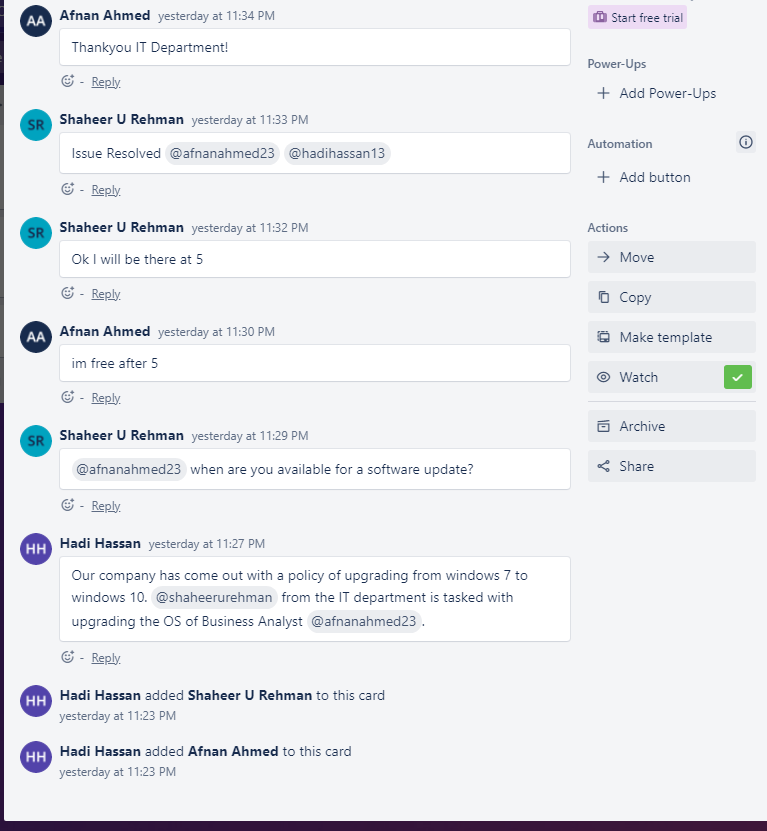 AA Afnan Ahmed yesterday at 11:34 PM
Thankyou IT Department!
- Reply
SR Shaheer U Rehman yesterday at 11:33 PM
Issue Resolved @afnanahmed23 @hadihassan13
- Reply
SR Shaheer U Rehman yesterday at 11:32 PM
Ok I will be there at 5
- Reply
AA Afnan Ahmed yesterday at 11:30 PM
im free after 5
- Reply
SR Shaheer U Rehman yesterday at 11:29 PM
@afnanahmed23 when are you available for a software update?
- Reply
HH Hadi Hassan yesterday at 11:27 PM
Our company has come out with a policy of upgrading from windows 7 to
windows 10. @shaheerurehman from the IT department is tasked with
upgrading the OS of Business Analyst @afnanahmed23.
- Reply
HH Hadi Hassan added Shaheer U Rehman to this card
yesterday at 11:23 PM
HH Hadi Hassan added Afnan Ahmed to this card
yesterday at 11:23 PM
Start free trial
Power-Ups
+ Add Power-Ups
Automation
+ Add button
Actions
Move
Copy
Make template
Watch
Archive
Share